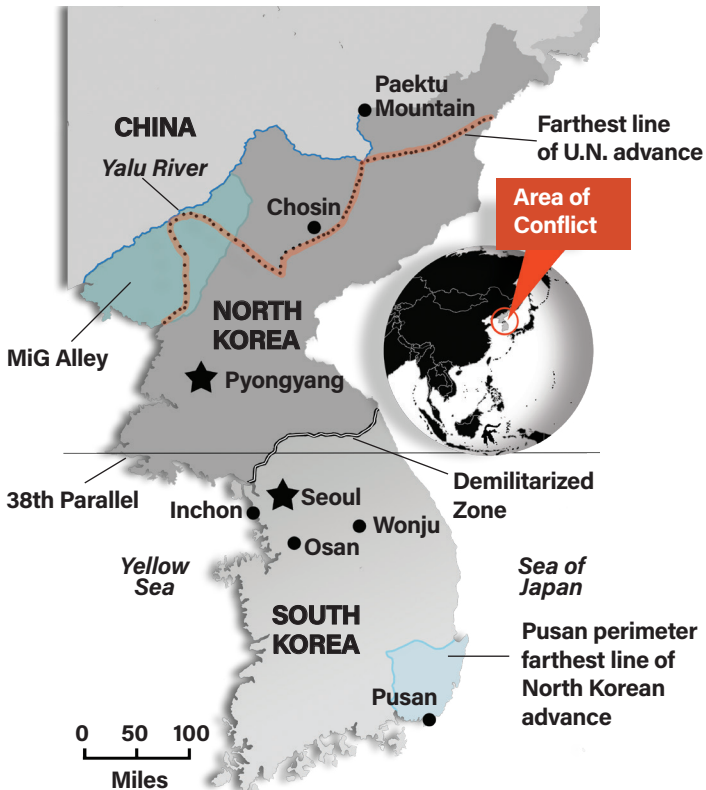 Paektu
Mountain
CHINA
Yalu River
Farthest line
of U.N. advance
Chosin
Area of
Conflict
NORTH
KOREA
MiG Alley
Pyongyang
38th Parallel
Demilitarized
Zone
Inchon
Seoul
Wonju
Osan
Yellow
Sea
Sea of
Japan
SOUTH
KOREA
Pusan perimeter
farthest line of
North Korean
advance
Pusan
0 50 100
Miles